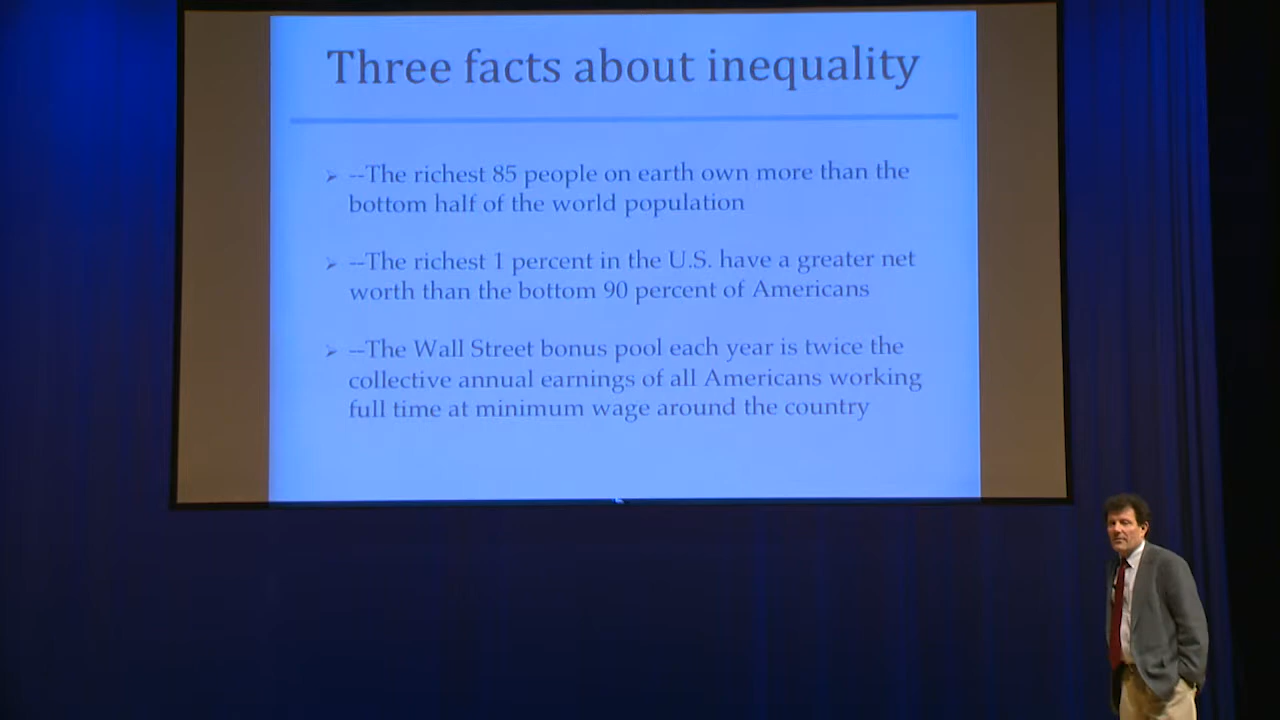 Three facts about inequality
➢ --The richest 85 people on earth own more than the
bottom half of the world population
➢ --The richest 1 percent in the U.S. have a greater net
worth than the bottom 90 percent of Americans
➢ --The Wall Street bonus pool each year is twice the
collective annual earnings of all Americans working
full time at minimum wage around the country